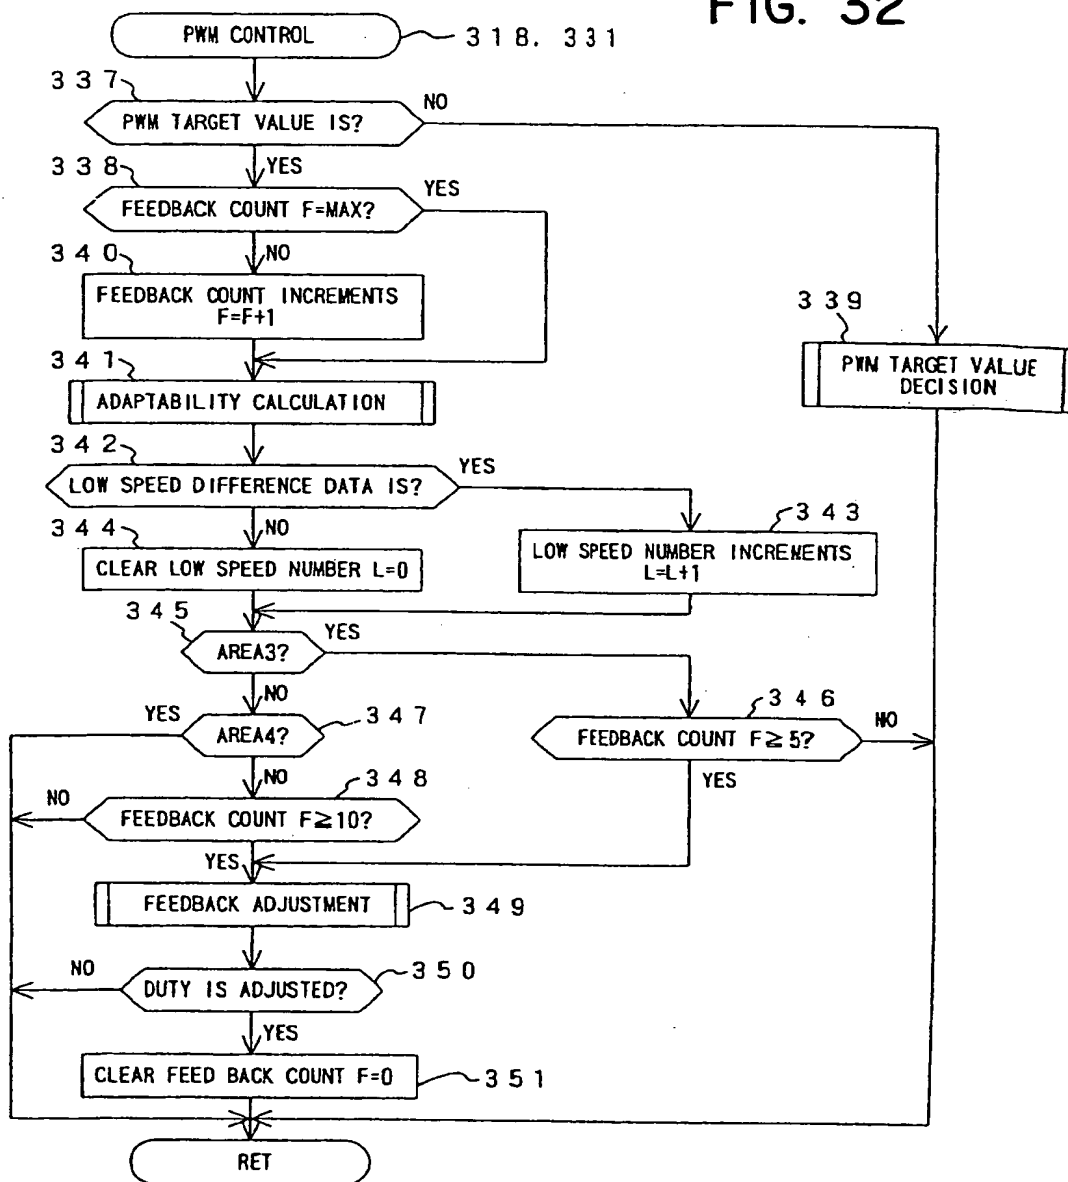 FIG. 32
PWM CONTROL
318. 331
337
PWM TARGET VALUE IS?
NO
YES
338
FEEDBACK COUNT F=MAX?
YES
NO
340
FEEDBACK COUNT INCREMENTS
F=F+1
339
PWM TARGET VALUE
DECISION
341
ADAPTABILITY CALCULATION
342
LOW SPEED DIFFERENCE DATA IS?
YES
NO
343
LOW SPEED NUMBER INCREMENTS
L=L+1
344
CLEAR LOW SPEED NUMBER L=0
345
AREA3?
YES
NO
346
FEEDBACK COUNT F≧5?
NO
YES
347
AREA4?
YES
NO
348
FEEDBACK COUNT F≧10?
NO
YES
FEEDBACK ADJUSTMENT
349
350
DUTY IS ADJUSTED?
NO
YES
CLEAR FEED BACK COUNT F=0
351
RET